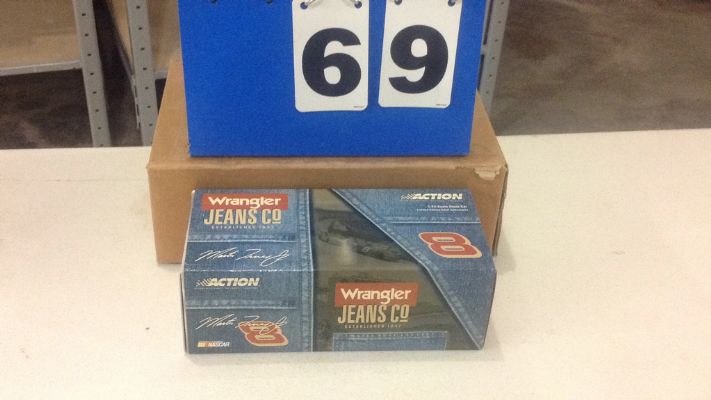 69
Wrangler
JEANS Co
ESTABLISHED 1947
ACTION
8
ACTION
8
NASCAR
Wrangler
JEANS Co
ESTABLISHED 1947